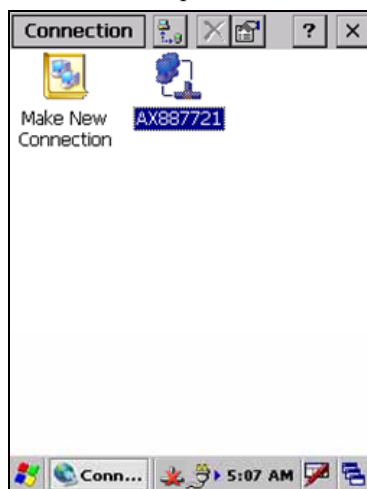 Connection
?
Make New
Connection
AX887721
Conn...
5:07 AM